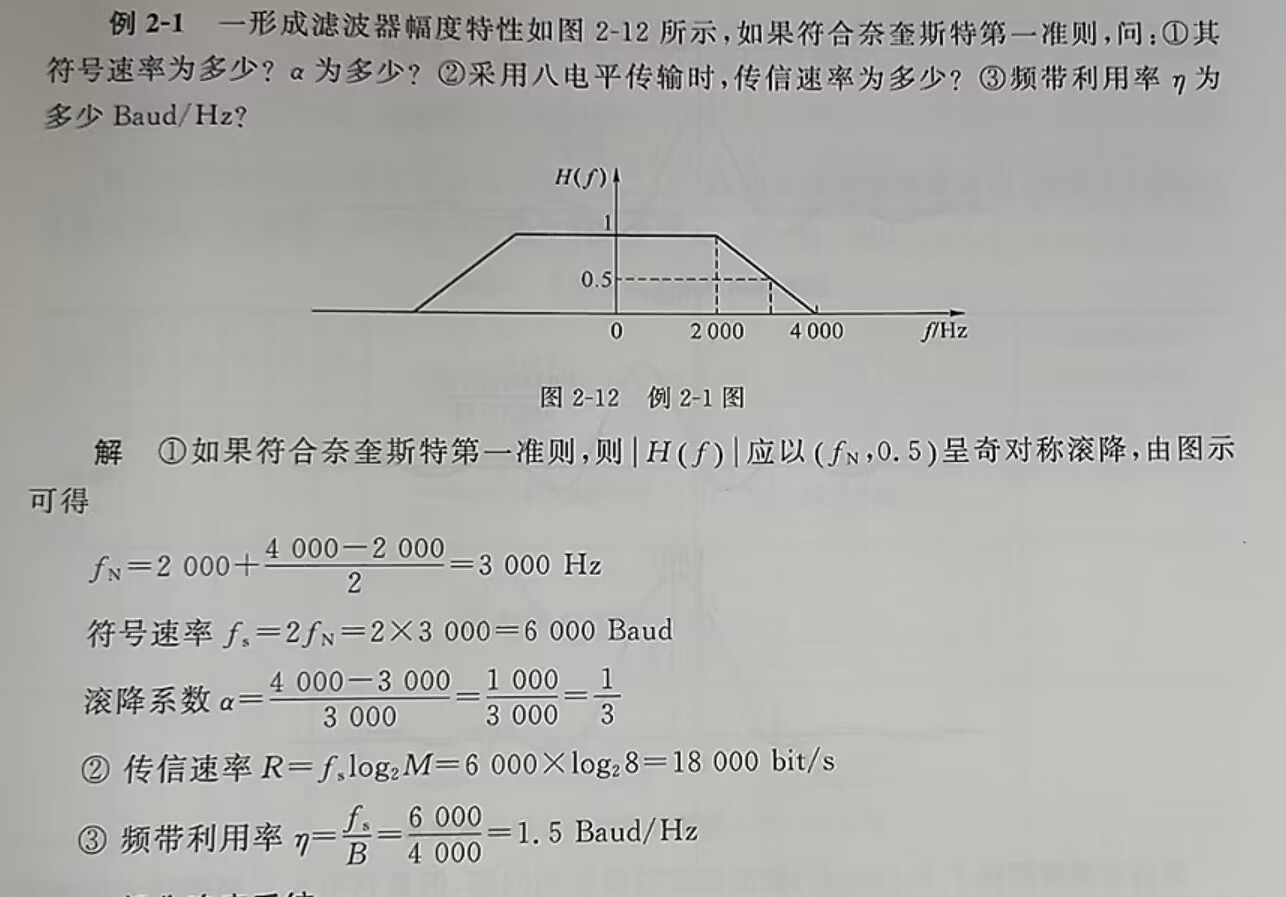 例 2-1 一形成滤波器幅度特性如图 2-12 所示,如果符合奈奎斯特第一准则,问:①其
符号速率为多少? α 为多少? ②采用八电平传输时,传信速率为多少? ③频带利用率 η 为
多少 Baud/Hz?
H(f)
1
0.5
0 2 000 4 000 f/Hz
图 2-12 例 2-1 图
解 ①如果符合奈奎斯特第一准则,则|H(f)|应以(f_N,0.5)呈奇对称滚降,由图示
可得
f_N=2 000+\frac{4 000-2 000}{2}=3 000 Hz
符号速率 f_s=2f_N=2×3 000=6 000 Baud
滚降系数 α=\frac{4 000-3 000}{3 000}=\frac{1 000}{3 000}=\frac{1}{3}
② 传信速率 R=f_s log_2 M=6 000×log_2 8=18 000 bit/s
③ 频带利用率 η=\frac{f_s}{B}=\frac{6 000}{4 000}=1.5 Baud/Hz